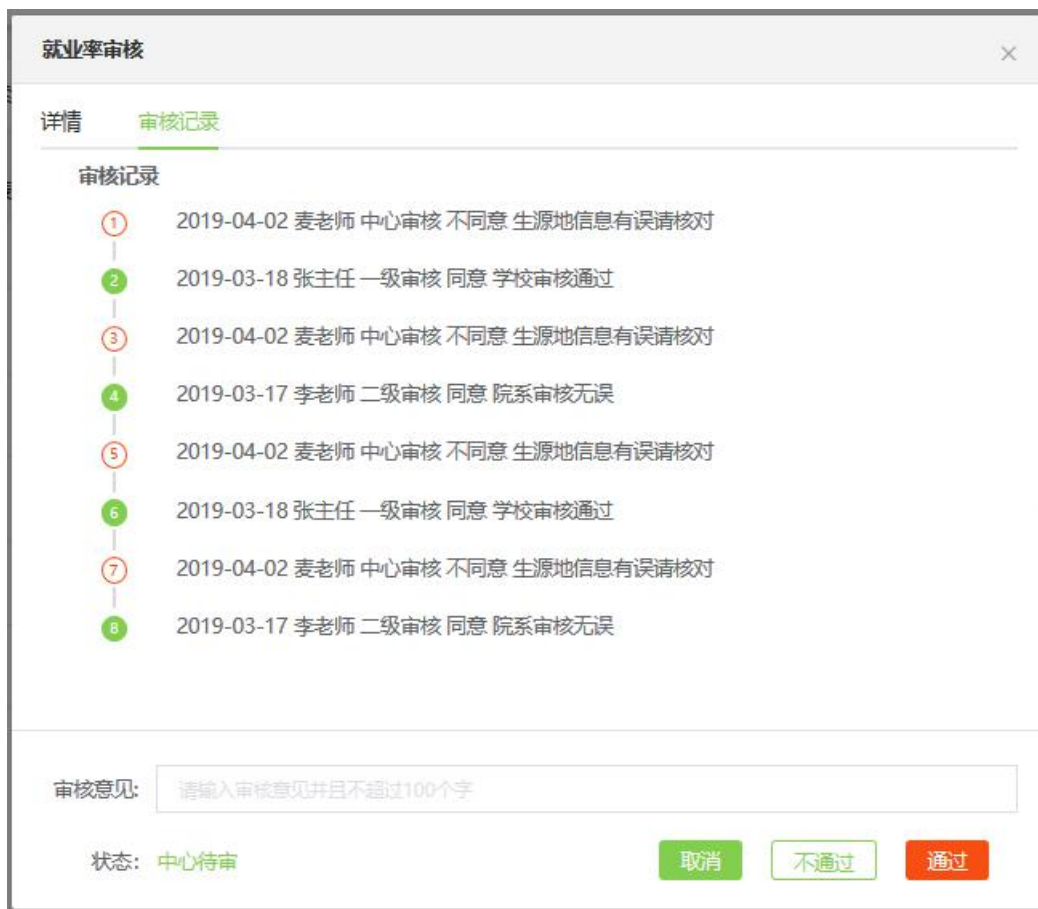 就业率审核
×
详情 审核记录
审核记录
1 2019-04-02 麦老师 中心审核 不同意 生源地信息有误请核对
2 2019-03-18 张主任 一级审核 同意 学校审核通过
3 2019-04-02 麦老师 中心审核 不同意 生源地信息有误请核对
4 2019-03-17 李老师 二级审核 同意 院系审核无误
5 2019-04-02 麦老师 中心审核 不同意 生源地信息有误请核对
6 2019-03-18 张主任 一级审核 同意 学校审核通过
7 2019-04-02 麦老师 中心审核 不同意 生源地信息有误请核对
8 2019-03-17 李老师 二级审核 同意 院系审核无误
审核意见: 请输入审核意见并且不超过100个字
状态: 中心待审 取消 不通过 通过